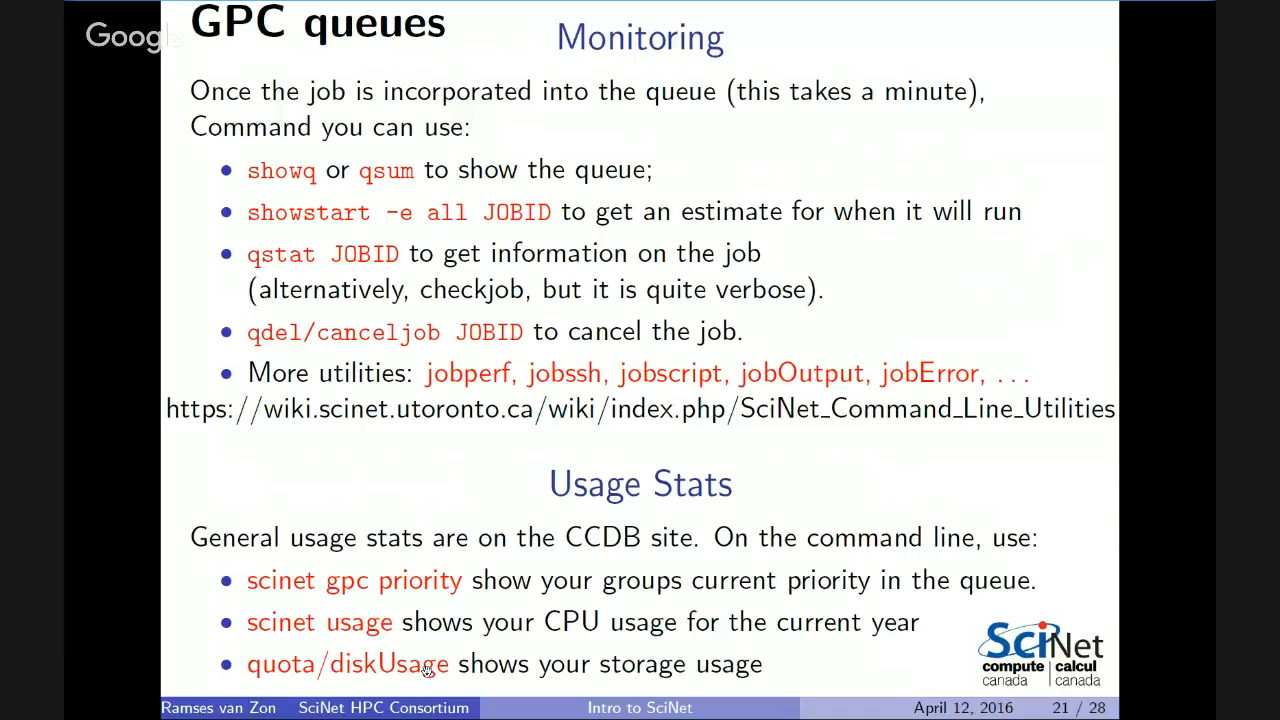 GPC queues
Google
Monitoring
Once the job is incorporated into the queue (this takes a minute),
Command you can use:
• showq or qsum to show the queue;
• showstart -e all JOBID to get an estimate for when it will run
• qstat JOBID to get information on the job
(alternatively, checkjob, but it is quite verbose).
• qdel/canceljob JOBID to cancel the job.
• More utilities: jobperf, jobssh, jobscript, jobOutput, jobError, ...
https://wiki.scinet.utoronto.ca/wiki/index.php/SciNet_Command_Line_Utilities
Usage Stats
General usage stats are on the CCDB site. On the command line, use:
• scinet gpc priority show your groups current priority in the queue.
• scinet usage shows your CPU usage for the current year
• quota/diskUsage shows your storage usage
SciNet
compute | calcul
canada | canada
Ramses van Zon SciNet HPC Consortium Intro to SciNet April 12, 2016 21 / 28